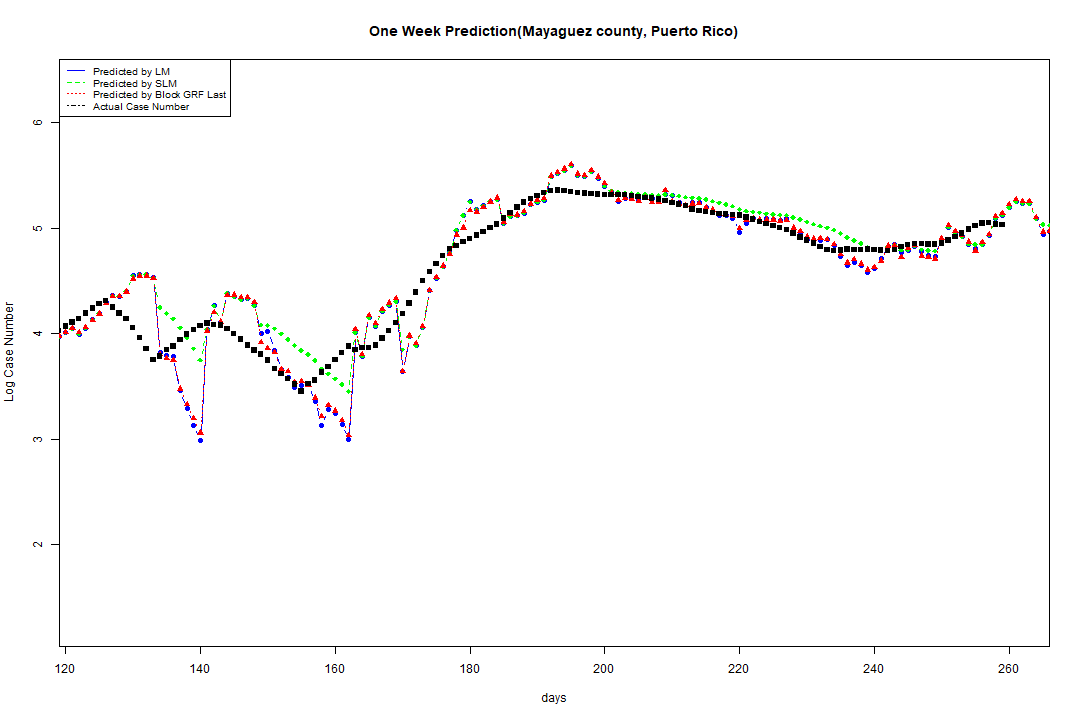 One Week Prediction(Mayaguez county, Puerto Rico)
Predicted by LM
Predicted by SLM
Predicted by Block GRF Last
Actual Case Number
6
5
4
3
2
Log Case Number
120 140 160 180 200 220 240 260
days